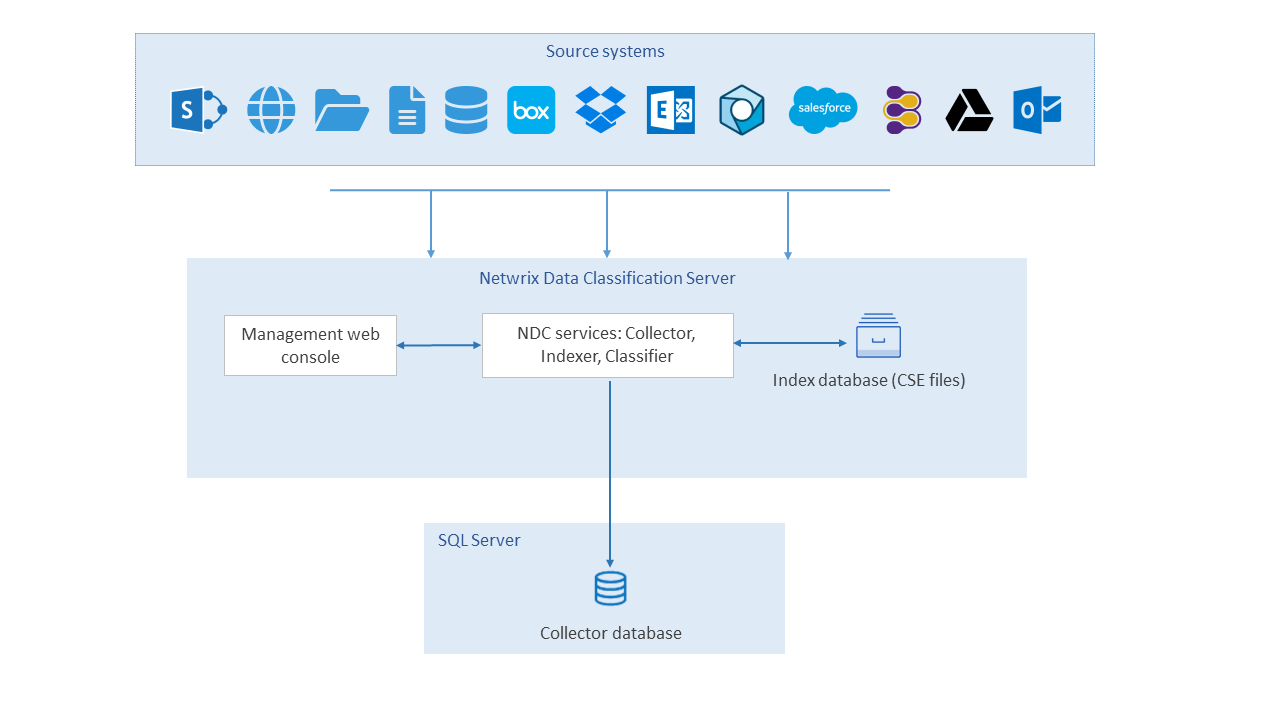 Source systems
S
box
E
salesforce
O
Netwrix Data Classification Server
Management web
console
NDC services: Collector,
Indexer, Classifier
Index database (CSE files)
SQL Server
Collector database